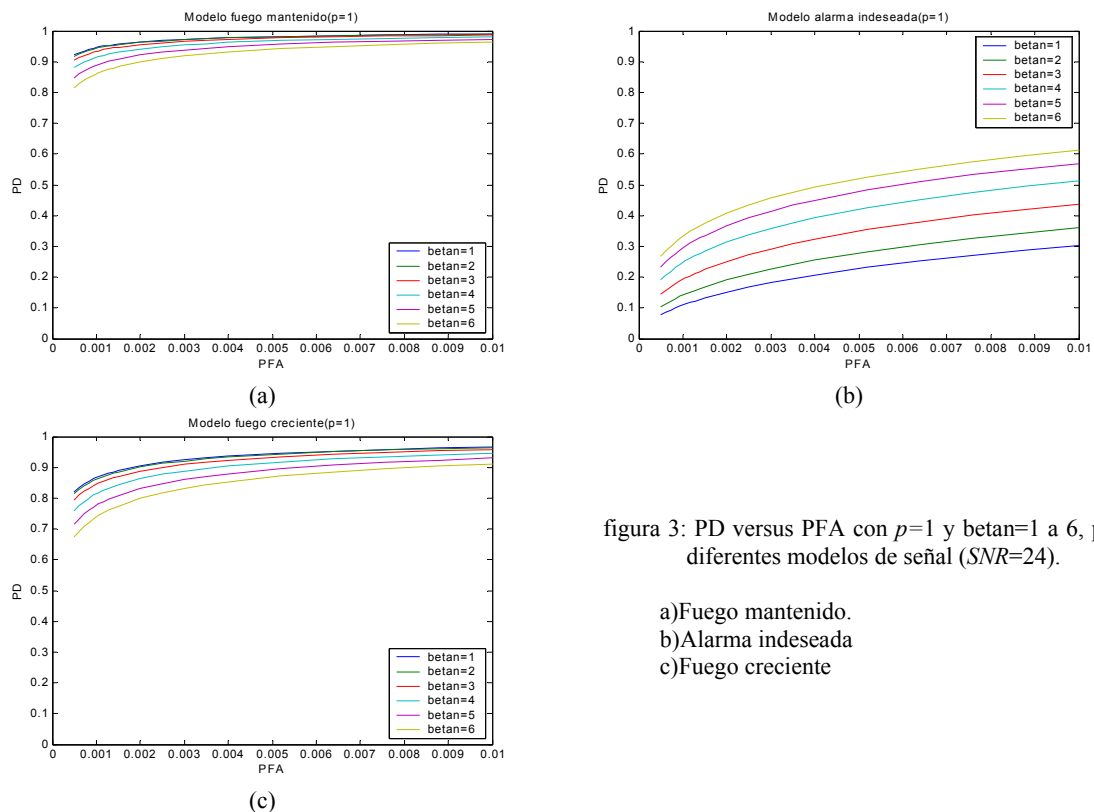 Modelo fuego mantenido(p=1)
1
0.9
0.8
0.7
0.6
0.5
0.4
0.3
0.2
0.1
0
PD
betan=1
betan=2
betan=3
betan=4
betan=5
betan=6
0 0.001 0.002 0.003 0.004 0.005 0.006 0.007 0.008 0.009 0.01
PFA
(a)
Modelo alarma indeseada(p=1)
1
0.9
0.8
0.7
0.6
0.5
0.4
0.3
0.2
0.1
0
PD
betan=1
betan=2
betan=3
betan=4
betan=5
betan=6
0 0.001 0.002 0.003 0.004 0.005 0.006 0.007 0.008 0.009 0.01
PFA
(b)
Modelo fuego creciente(p=1)
1
0.9
0.8
0.7
0.6
0.5
0.4
0.3
0.2
0.1
0
PD
betan=1
betan=2
betan=3
betan=4
betan=5
betan=6
0 0.001 0.002 0.003 0.004 0.005 0.006 0.007 0.008 0.009 0.01
PFA
(c)
figura 3: PD versus PFA con p=1 y betan=1 a 6,
diferentes modelos de señal (SNR=24).
a)Fuego mantenido.
b)Alarma indeseada
c)Fuego creciente